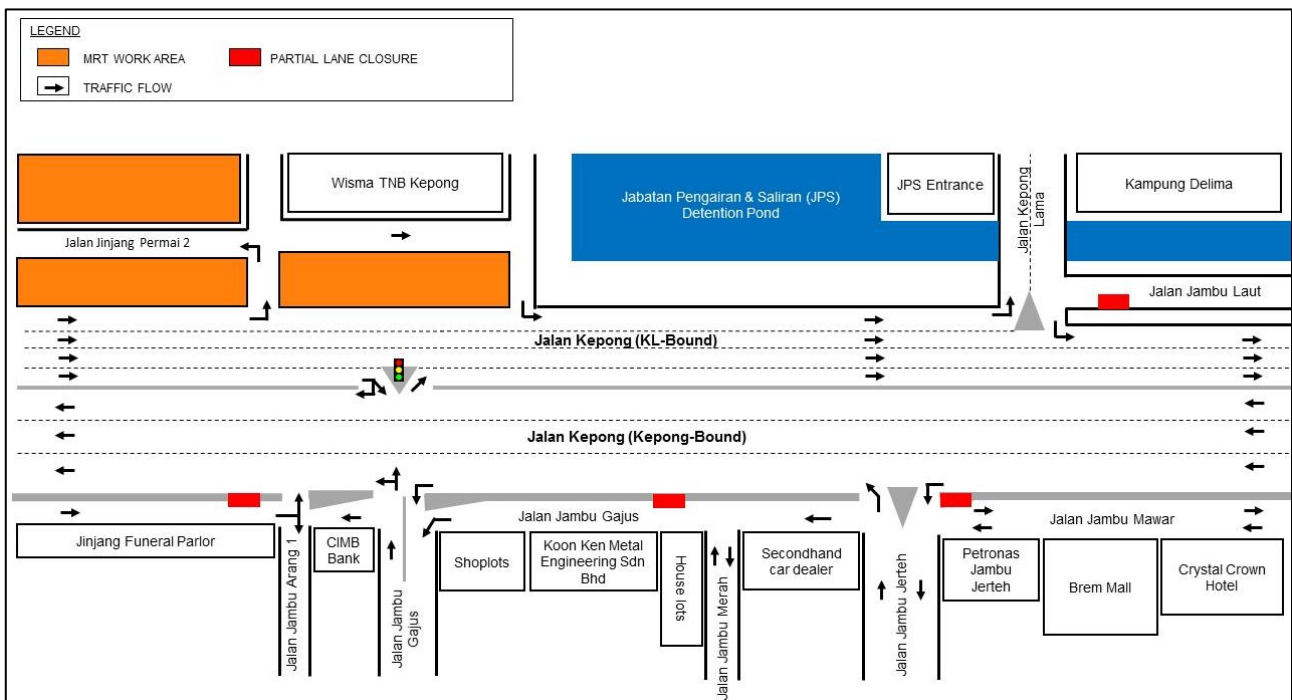 LEGEND
MRT WORK AREA
PARTIAL LANE CLOSURE
TRAFFIC FLOW
Wisma TNB Kepong
Jabatan Pengairan & Saliran (JPS)
Detention Pond
JPS Entrance
Jalan Kepong
Lama
Kampung Delima
Jalan Jinjang Permai 2
Jalan Jambu Laut
Jalan Kepong (KL-Bound)
Jalan Kepong (Kepong-Bound)
Jinjang Funeral Parlor
Jalan Jambu Arang 1
CIMB
Bank
Jalan Jambu
Gajus
Jalan Jambu Gajus
Shoplots
Koon Ken Metal
Engineering Sdn
Bhd
House lots
Jalan Jambu Merah
Secondhand
car dealer
Jalan Jambu Jerteh
Jalan Jambu Mawar
Petronas
Jambu
Jerteh
Brem Mall
Crystal Crown
Hotel